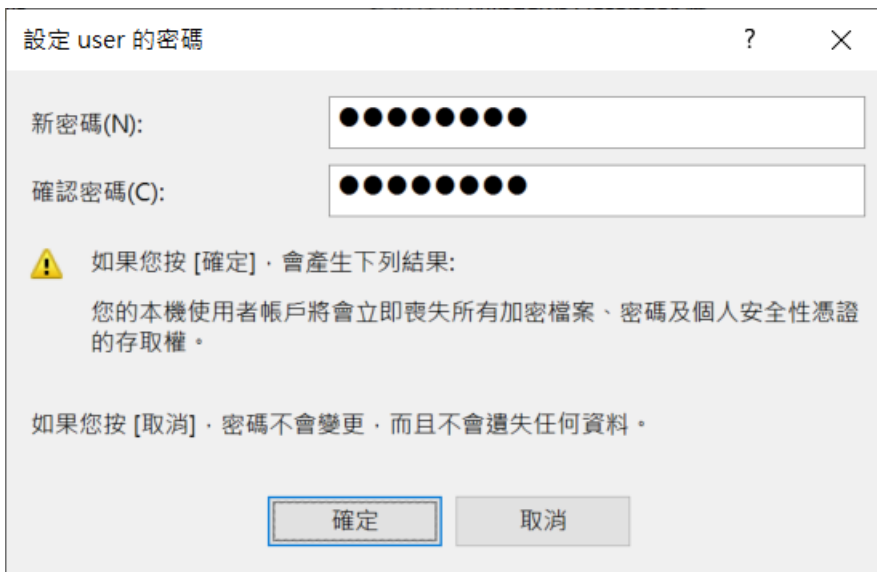 設定 user 的密碼
新密碼(N): ●●●●●●●●
確認密碼(C): ●●●●●●●●
如果您按 [確定]，會產生下列結果:
您的本機使用者帳戶將會立即喪失所有加密檔案、密碼及個人安全性憑證
的存取權。
如果您按 [取消]，密碼不會變更，而且不會遺失任何資料。
確定 取消